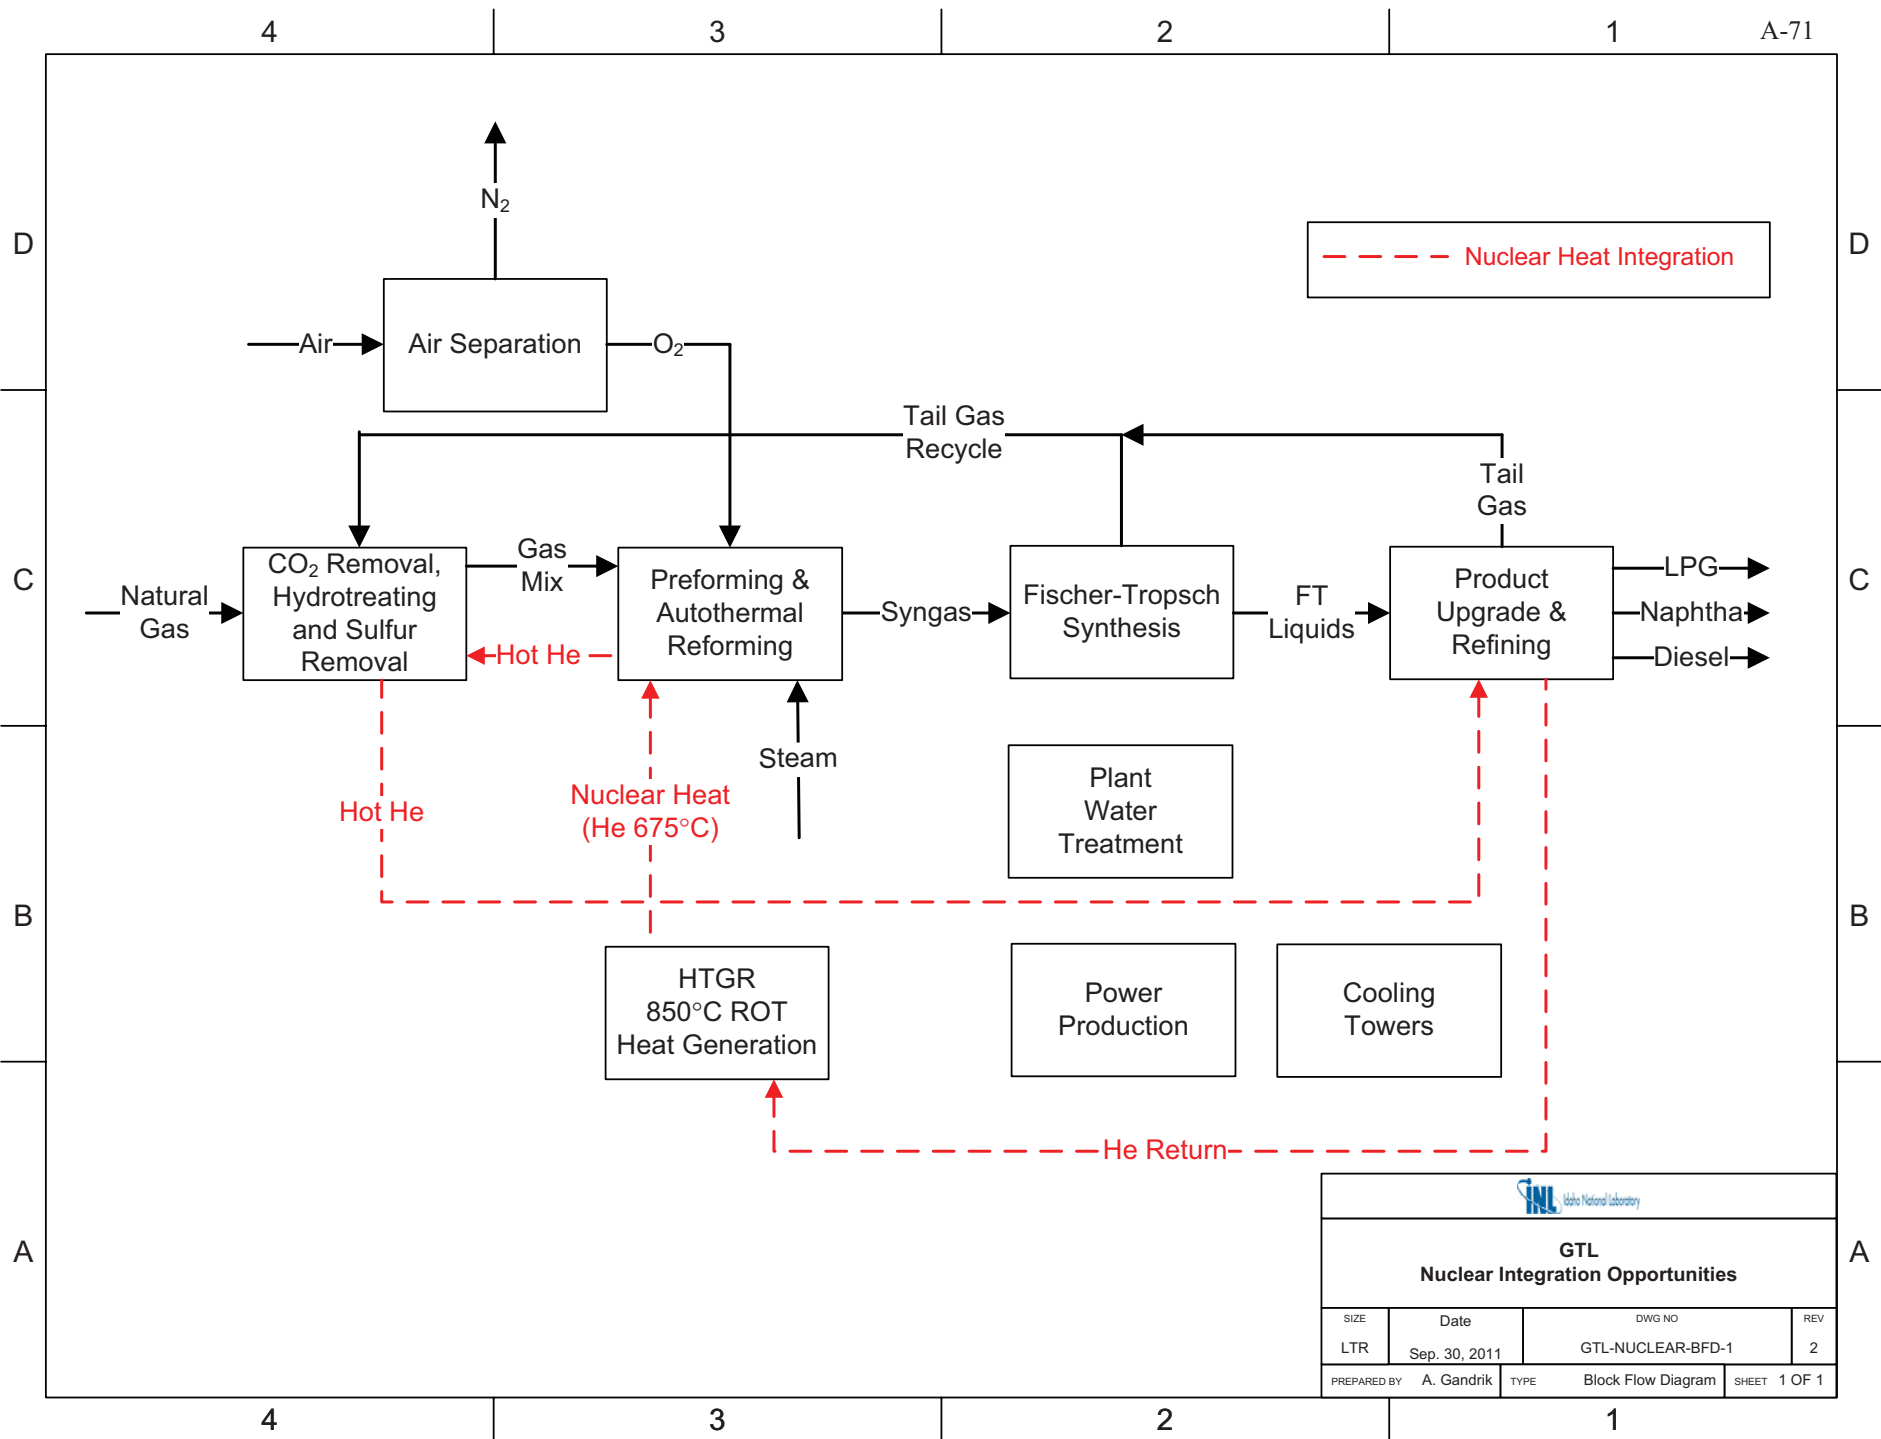 4
3
2
1
A-71
N2
D
D
Nuclear Heat Integration
Air
Air Separation
O2
Tail Gas
Recycle
Tail
Gas
C
C
Natural
Gas
CO2 Removal,
Hydrotreating
and Sulfur
Removal
Gas
Mix
Hot He
Preforming &
Autothermal
Reforming
Syngas
Fischer-Tropsch
Synthesis
FT
Liquids
Product
Upgrade &
Refining
LPG
Naphtha
Diesel
Hot He
Nuclear Heat
(He 675°C)
Steam
Plant
Water
Treatment
B
B
HTGR
850°C ROT
Heat Generation
Power
Production
Cooling
Towers
He Return
INL Idaho National Laboratory
A
A
GTL
Nuclear Integration Opportunities
SIZE
LTR
Date
Sep. 30, 2011
DWG NO
GTL-NUCLEAR-BFD-1
REV
2
PREPARED BY A. Gandrik
TYPE Block Flow Diagram
SHEET 1 OF 1
4
3
2
1